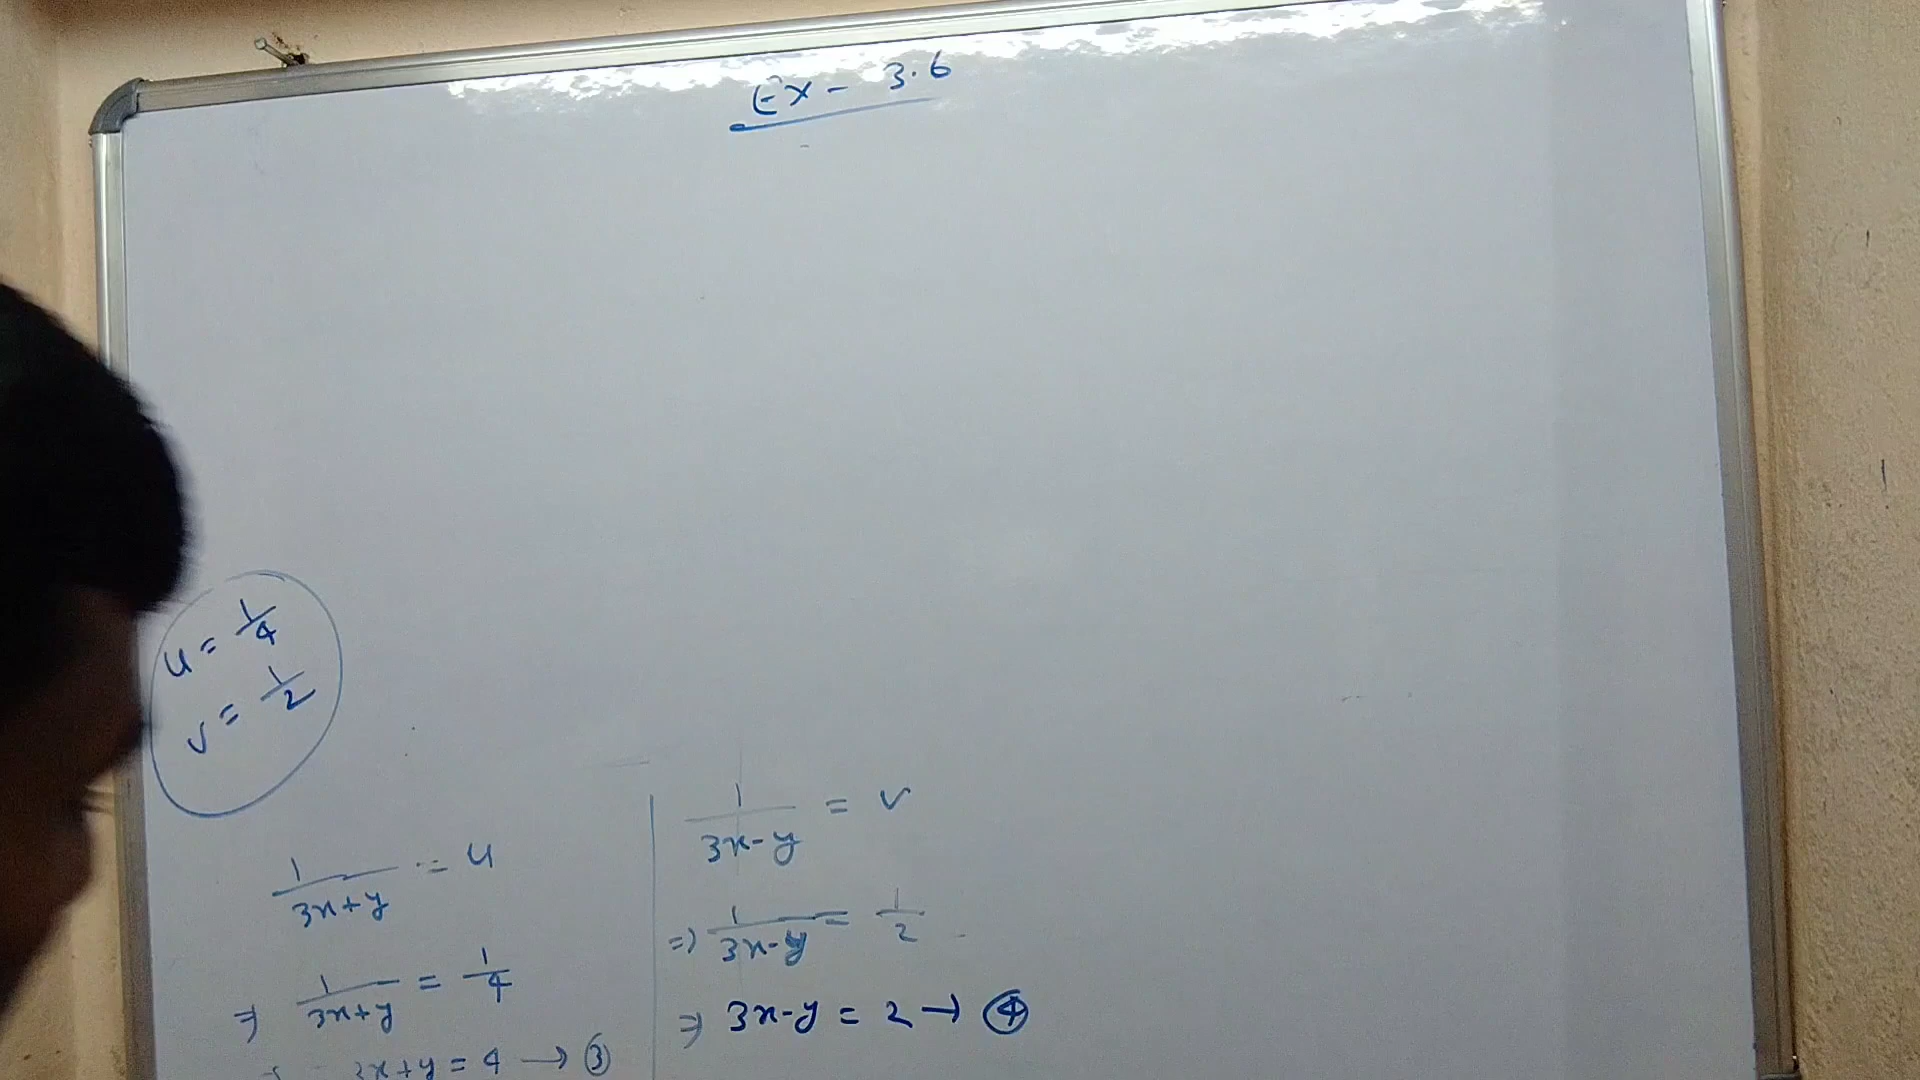 Ex - 3.6
u = 1/4
v = 1/2
1/(3x+y) = u
⇒ 1/(3x+y) = 1/4
3x+y = 4 → ③
1/(3x-y) = v
⇒ 1/(3x-y) = 1/2
⇒ 3x-y = 2 → ④